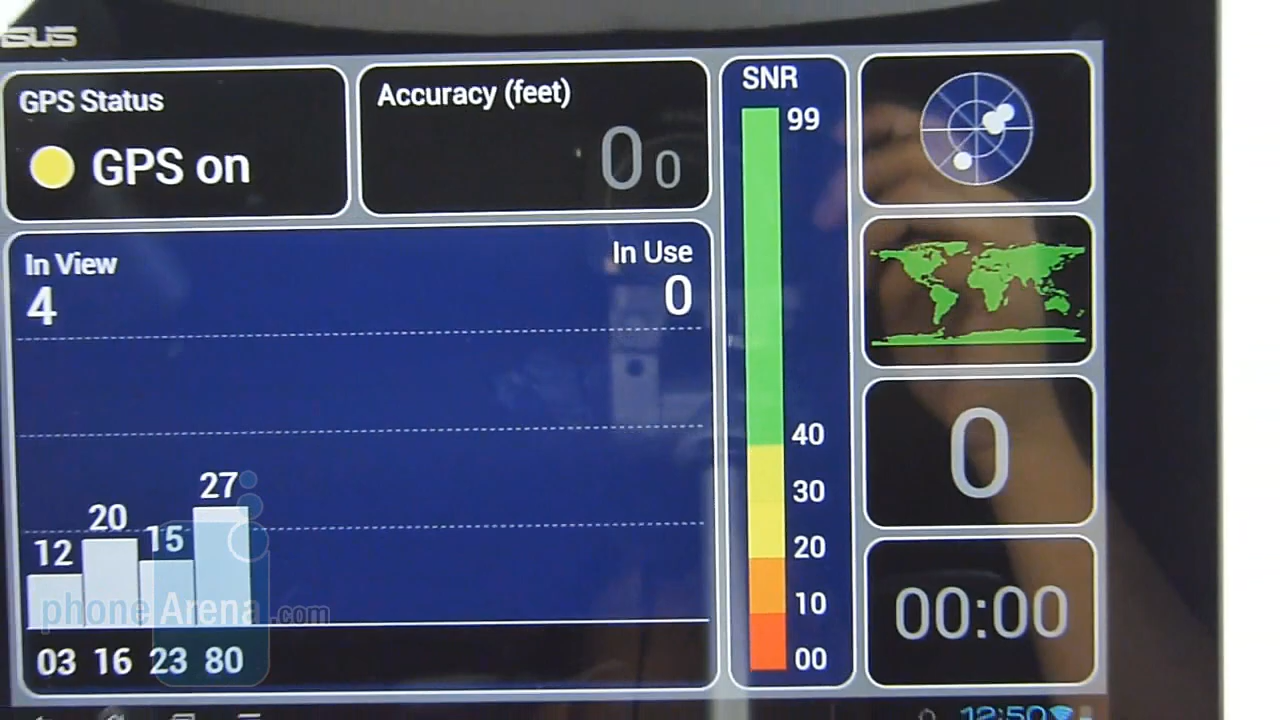 SUS
GPS Status
GPS on
Accuracy (feet)
0 0
In View
4
In Use
0
12 20 15 27
03 16 23 80
SNR
99
40
30
20
10
00
0
00:00
phoneArena.com
12:50